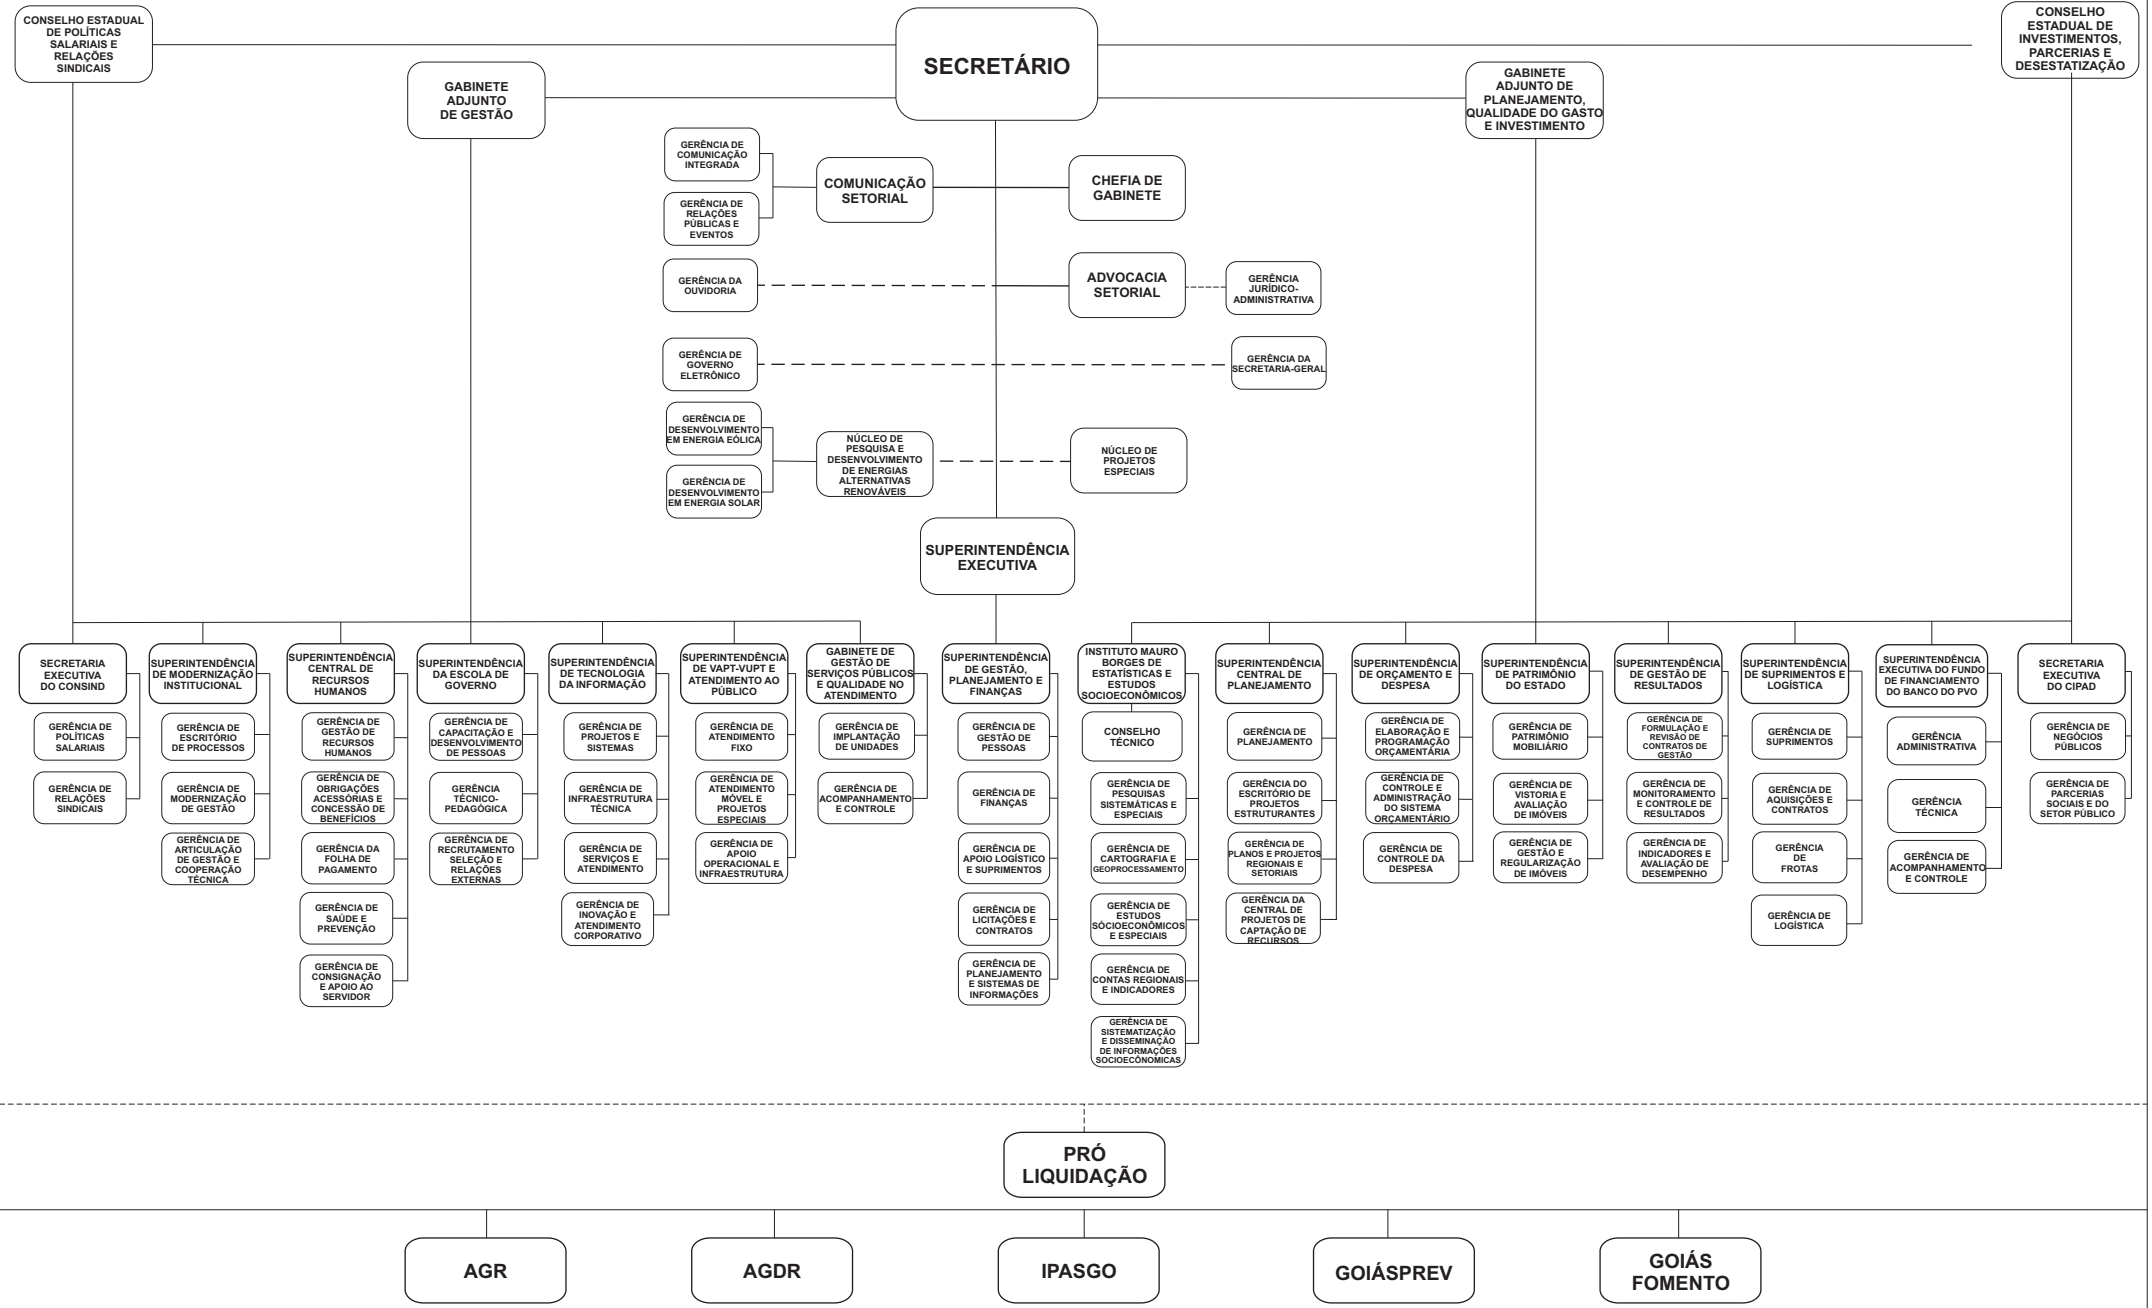 CONSELHO ESTADUAL
DE POLÍTICAS
SALARIAIS E
RELAÇÕES
SINDICAIS
SECRETÁRIO
CONSELHO
ESTADUAL DE
INVESTIMENTOS,
PARCERIAS E
DESESTATIZAÇÃO
GABINETE
ADJUNTO
DE GESTÃO
GABINETE
ADJUNTO DE
PLANEJAMENTO,
QUALIDADE DO GASTO
E INVESTIMENTO
GERÊNCIA DE
COMUNICAÇÃO
INTEGRADA
GERÊNCIA DE
RELAÇÕES
PÚBLICAS E
EVENTOS
COMUNICAÇÃO
SETORIAL
CHEFIA DE
GABINETE
GERÊNCIA DA
OUVIDORIA
ADVOCACIA
SETORIAL
GERÊNCIA
JURÍDICO-
ADMINISTRATIVA
GERÊNCIA DE
GOVERNO
ELETRÔNICO
GERÊNCIA DA
SECRETARIA-GERAL
GERÊNCIA DE
DESENVOLVIMENTO
EM ENERGIA EÓLICA
GERÊNCIA DE
DESENVOLVIMENTO
EM ENERGIA SOLAR
NÚCLEO DE
PESQUISA E
DESENVOLVIMENTO
DE ENERGIAS
ALTERNATIVAS
RENOVÁVEIS
NÚCLEO DE
PROJETOS
ESPECIAIS
SUPERINTENDÊNCIA
EXECUTIVA
SECRETARIA
EXECUTIVA
DO CONSIND
GERÊNCIA DE
POLÍTICAS
SALARIAIS
GERÊNCIA DE
RELAÇÕES
SINDICAIS
SUPERINTENDÊNCIA
DE MODERNIZAÇÃO
INSTITUCIONAL
GERÊNCIA DE
ESCRITÓRIO
DE PROCESSOS
GERÊNCIA DE
MODERNIZAÇÃO
DE GESTÃO
GERÊNCIA DE
ARTICULAÇÃO
DE GESTÃO E
COOPERAÇÃO
TÉCNICA
SUPERINTENDÊNCIA
CENTRAL DE
RECURSOS
HUMANOS
GERÊNCIA DE
GESTÃO DE
RECURSOS
HUMANOS
GERÊNCIA DE
OBRIGAÇÕES
ACESSÓRIAS E
CONCESSÃO DE
BENEFÍCIOS
GERÊNCIA DA
FOLHA DE
PAGAMENTO
GERÊNCIA DE
SAÚDE E
PREVENÇÃO
GERÊNCIA DE
CONSIGNAÇÃO
E APOIO AO
SERVIDOR
SUPERINTENDÊNCIA
DA ESCOLA DE
GOVERNO
GERÊNCIA DE
CAPACITAÇÃO E
DESENVOLVIMENTO
DE PESSOAS
GERÊNCIA
TÉCNICO-
PEDAGÓGICA
GERÊNCIA DE
RECRUTAMENTO
SELEÇÃO E
RELAÇÕES
EXTERNAS
SUPERINTENDÊNCIA
DE TECNOLOGIA
DA INFORMAÇÃO
GERÊNCIA DE
PROJETOS E
SISTEMAS
GERÊNCIA DE
INFRAESTRUTURA
TÉCNICA
GERÊNCIA DE
SERVIÇOS E
ATENDIMENTO
GERÊNCIA DE
INOVAÇÃO E
ATENDIMENTO
CORPORATIVO
SUPERINTENDÊNCIA
DE VAPT-VUPT E
ATENDIMENTO AO
PÚBLICO
GERÊNCIA DE
ATENDIMENTO
FIXO
GERÊNCIA DE
ATENDIMENTO
MÓVEL E
PROJETOS
ESPECIAIS
GERÊNCIA DE
APOIO
OPERACIONAL E
INFRAESTRUTURA
GABINETE DE
GESTÃO DE
SERVIÇOS PÚBLICOS
E QUALIDADE NO
ATENDIMENTO
GERÊNCIA DE
IMPLANTAÇÃO
DE UNIDADES
GERÊNCIA DE
ACOMPANHAMENTO
E CONTROLE
SUPERINTENDÊNCIA
DE GESTÃO,
PLANEJAMENTO E
FINANÇAS
GERÊNCIA DE
GESTÃO DE
PESSOAS
GERÊNCIA DE
FINANÇAS
GERÊNCIA DE
APOIO LOGÍSTICO
E SUPRIMENTOS
GERÊNCIA DE
LICITAÇÕES E
CONTRATOS
GERÊNCIA DE
PLANEJAMENTO
E SISTEMAS DE
INFORMAÇÕES
INSTITUTO MAURO
BORGES DE
ESTATÍSTICAS E
ESTUDOS
SOCIOECONÔMICOS
CONSELHO
TÉCNICO
GERÊNCIA DE
PESQUISAS
SISTEMÁTICAS E
ESPECIAIS
GERÊNCIA DE
CARTOGRAFIA E
GEOPROCESSAMENTO
GERÊNCIA DE
ESTUDOS
SÓCIOECONÔMICOS
E ESPECIAIS
GERÊNCIA DE
CONTAS REGIONAIS
E INDICADORES
GERÊNCIA DE
SISTEMATIZAÇÃO
E DISSEMINAÇÃO
DE INFORMAÇÕES
SOCIOECÔNOMICAS
SUPERINTENDÊNCIA
CENTRAL DE
PLANEJAMENTO
GERÊNCIA DE
PLANEJAMENTO
GERÊNCIA DO
ESCRITÓRIO DE
PROJETOS
ESTRUTURANTES
GERÊNCIA DE
PLANOS E PROJETOS
REGIONAIS E
SETORIAIS
GERÊNCIA DA
CENTRAL DE
PROJETOS DE
CAPTAÇÃO DE
RECURSOS
SUPERINTENDÊNCIA
DE ORÇAMENTO E
DESPESA
GERÊNCIA DE
ELABORAÇÃO E
PROGRAMAÇÃO
ORÇAMENTÁRIA
GERÊNCIA DE
CONTROLE E
ADMINISTRAÇÃO
DO SISTEMA
ORÇAMENTÁRIO
GERÊNCIA DE
CONTROLE DA
DESPESA
SUPERINTENDÊNCIA
DE PATRIMÔNIO
DO ESTADO
GERÊNCIA DE
PATRIMÔNIO
MOBILIÁRIO
GERÊNCIA DE
VISTORIA E
AVALIAÇÃO
DE IMÓVEIS
GERÊNCIA DE
GESTÃO E
REGULARIZAÇÃO
DE IMÓVEIS
SUPERINTENDÊNCIA
DE GESTÃO DE
RESULTADOS
GERÊNCIA DE
FORMULAÇÃO E
REVISÃO DE
CONTRATOS DE
GESTÃO
GERÊNCIA DE
MONITORAMENTO
E CONTROLE DE
RESULTADOS
GERÊNCIA DE
INDICADORES E
AVALIAÇÃO DE
DESEMPENHO
SUPERINTENDÊNCIA
DE SUPRIMENTOS E
LOGÍSTICA
GERÊNCIA DE
SUPRIMENTOS
GERÊNCIA DE
AQUISIÇÕES E
CONTRATOS
GERÊNCIA
DE
FROTAS
GERÊNCIA DE
LOGÍSTICA
SUPERINTENDÊNCIA
EXECUTIVA DO FUNDO
DE FINANCIAMENTO
DO BANCO DO PVO
GERÊNCIA
ADMINISTRATIVA
GERÊNCIA
TÉCNICA
GERÊNCIA DE
ACOMPANHAMENTO
E CONTROLE
SECRETARIA
EXECUTIVA
DO CIPAD
GERÊNCIA DE
NEGÓCIOS
PÚBLICOS
GERÊNCIA DE
PARCERIAS
SOCIAIS E DO
SETOR PÚBLICO
PRÓ
LIQUIDAÇÃO
AGR
AGDR
IPASGO
GOIÁSPREV
GOIÁS
FOMENTO